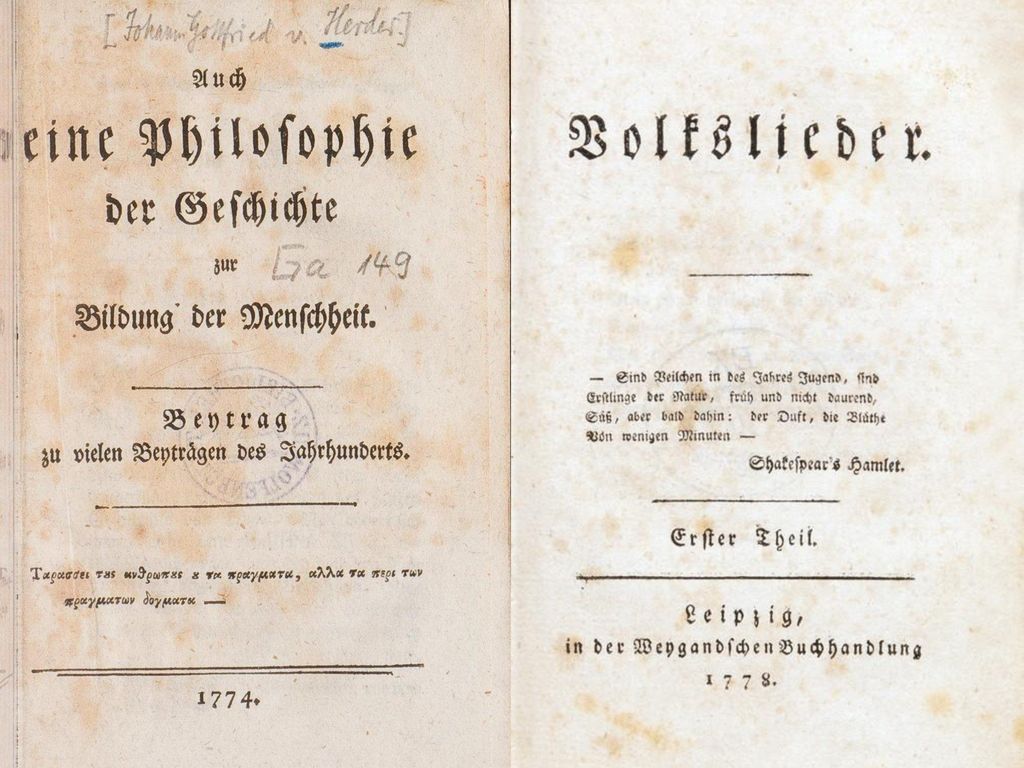 [Johann Gottfried v. Herder.]
Auch
eine Philoſophie
der Geſchichte
zur
Ga 149
Bildung der Menſchheit.
Beytrag
zu vielen Beyträgen des Jahrhunderts.
Ταρασσει τȣς ανθρωπȣς ȣ τα πραγματα, αλλα τα περι των
πραγματων δογματα —
1774.
Volkslieder.
— Sind Veilchen in des Jahres Jugend, ſind
Erſtlinge der Natur, früh und nicht daurend,
Süß, aber bald dahin: der Duft, die Blüthe
Von wenigen Minuten —
Shakeſpear's Hamlet.
Erſter Theil.
Leipzig,
in der Weygandſchen Buchhandlung
1778.